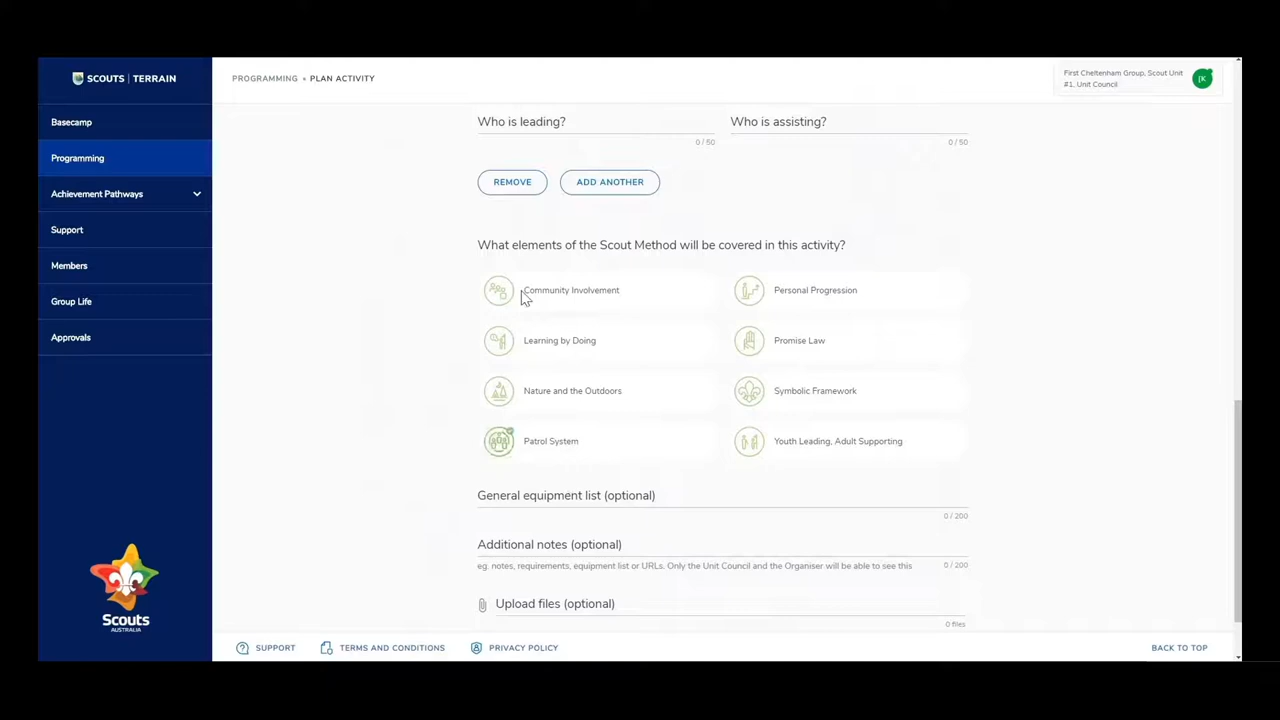 SCOUTS | TERRAIN
PROGRAMMING • PLAN ACTIVITY
First Cheltenham Group, Scout Unit
#1, Unit Council
[K
Basecamp
Programming
Achievement Pathways
Support
Members
Group Life
Approvals
Scouts
AUSTRALIA
Who is leading?
0 / 50
Who is assisting?
0 / 50
REMOVE
ADD ANOTHER
What elements of the Scout Method will be covered in this activity?
Community Involvement
Personal Progression
Learning by Doing
Promise Law
Nature and the Outdoors
Symbolic Framework
Patrol System
Youth Leading, Adult Supporting
General equipment list (optional)
0 / 200
Additional notes (optional)
eg. notes, requirements, equipment list or URLs. Only the Unit Council and the Organiser will be able to see this
0 / 200
Upload files (optional)
0 files
SUPPORT
TERMS AND CONDITIONS
PRIVACY POLICY
BACK TO TOP